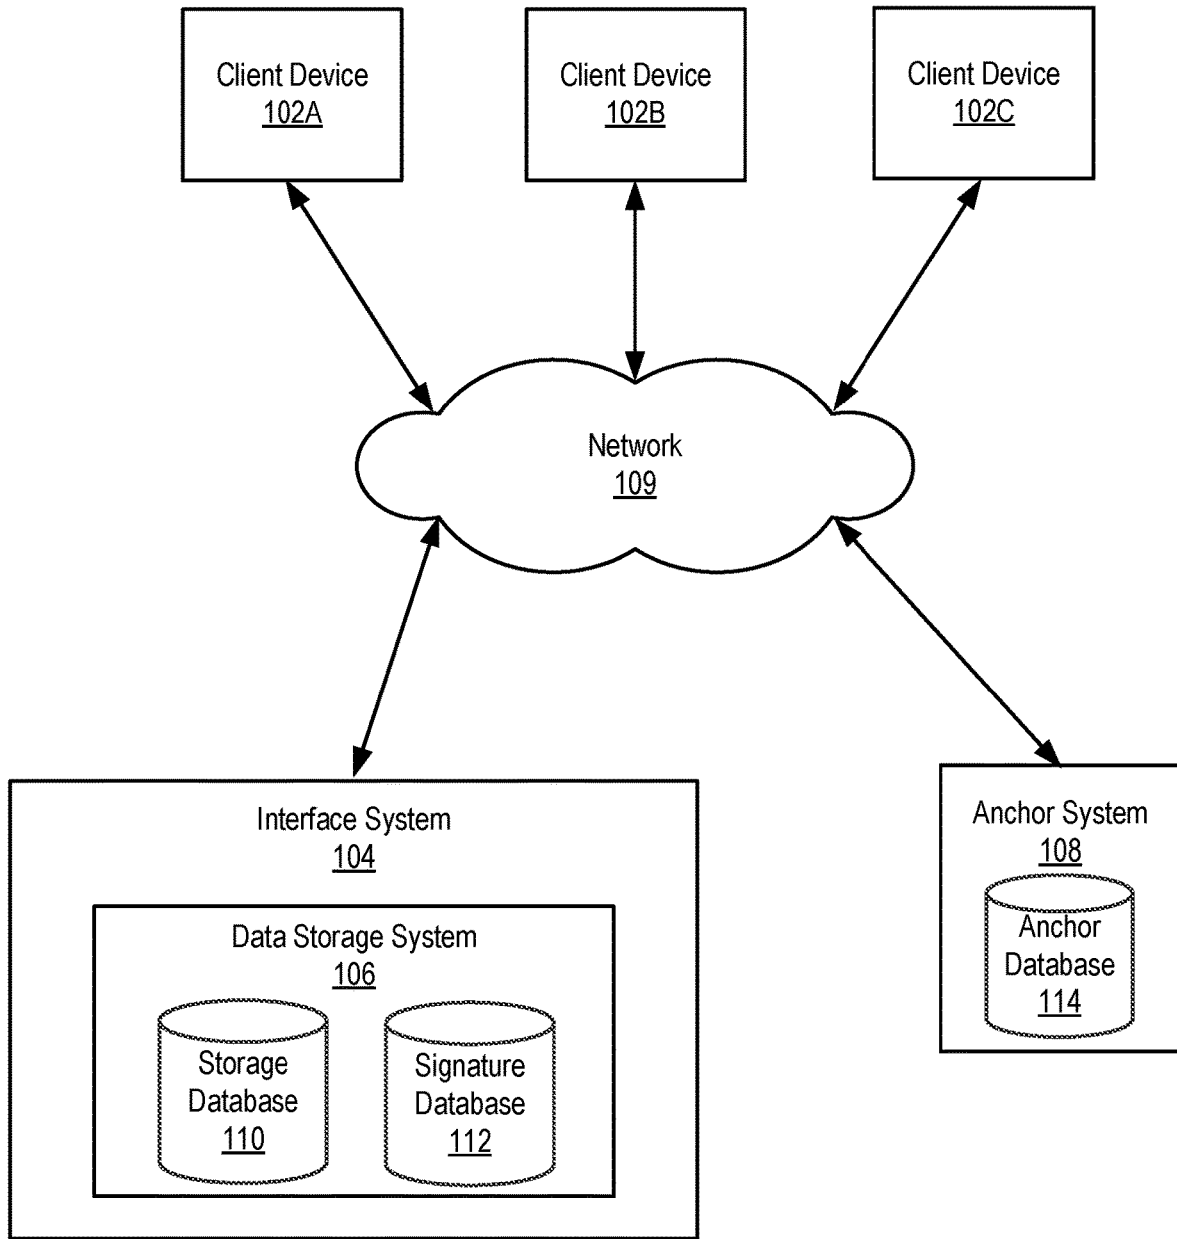 Client Device
102A
Client Device
102B
Client Device
102C
Network
109
Interface System
104
Data Storage System
106
Storage
Database
110
Signature
Database
112
Anchor System
108
Anchor
Database
114